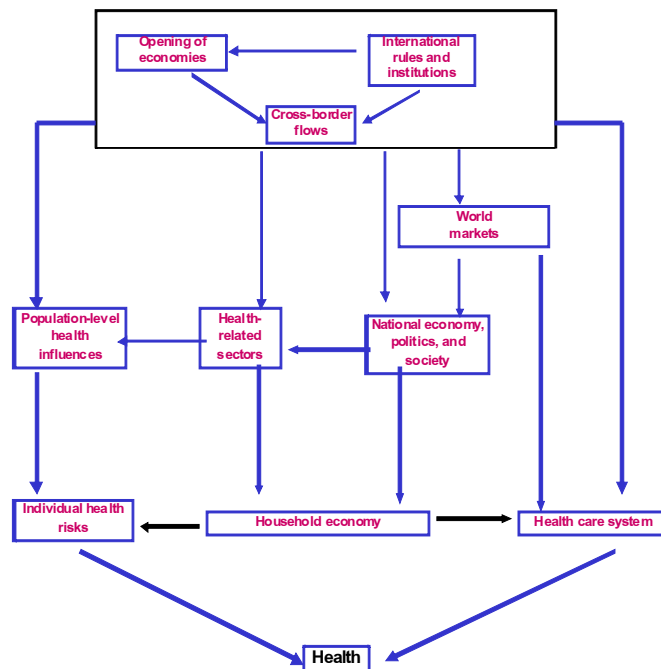 Opening of
economies
International
rules and
institutions
Cross-border
flows
World
markets
Population-level
health
influences
Health-
related
sectors
National economy,
politics, and
society
Individual health
risks
Household economy
Health care system
Health